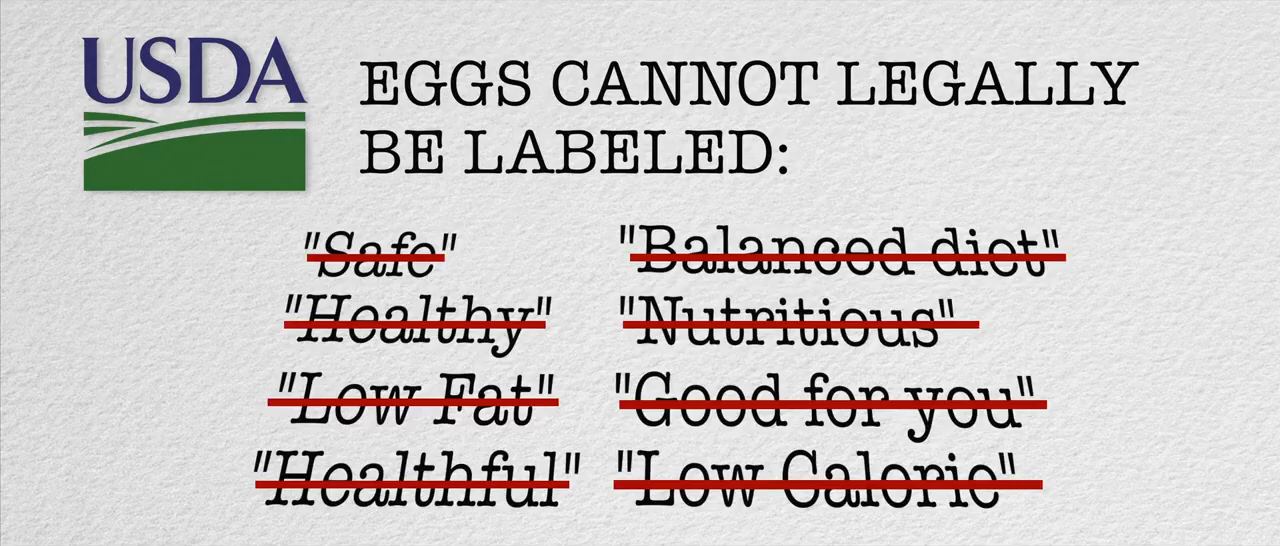 USDA
EGGS CANNOT LEGALLY
BE LABELED:
"Safe"
"Healthy"
"Low Fat"
"Healthful"
"Balanced diet"
"Nutritious"
"Good for you"
"Low Caloric"